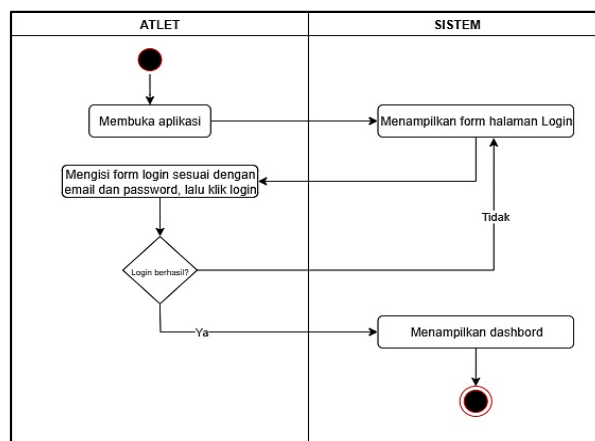 ATLET
SISTEM
Membuka aplikasi
Menampilkan form halaman Login
Mengisi form login sesuai dengan
email dan password, lalu klik login
Tidak
Login berhasil?
Ya
Menampilkan dashbord